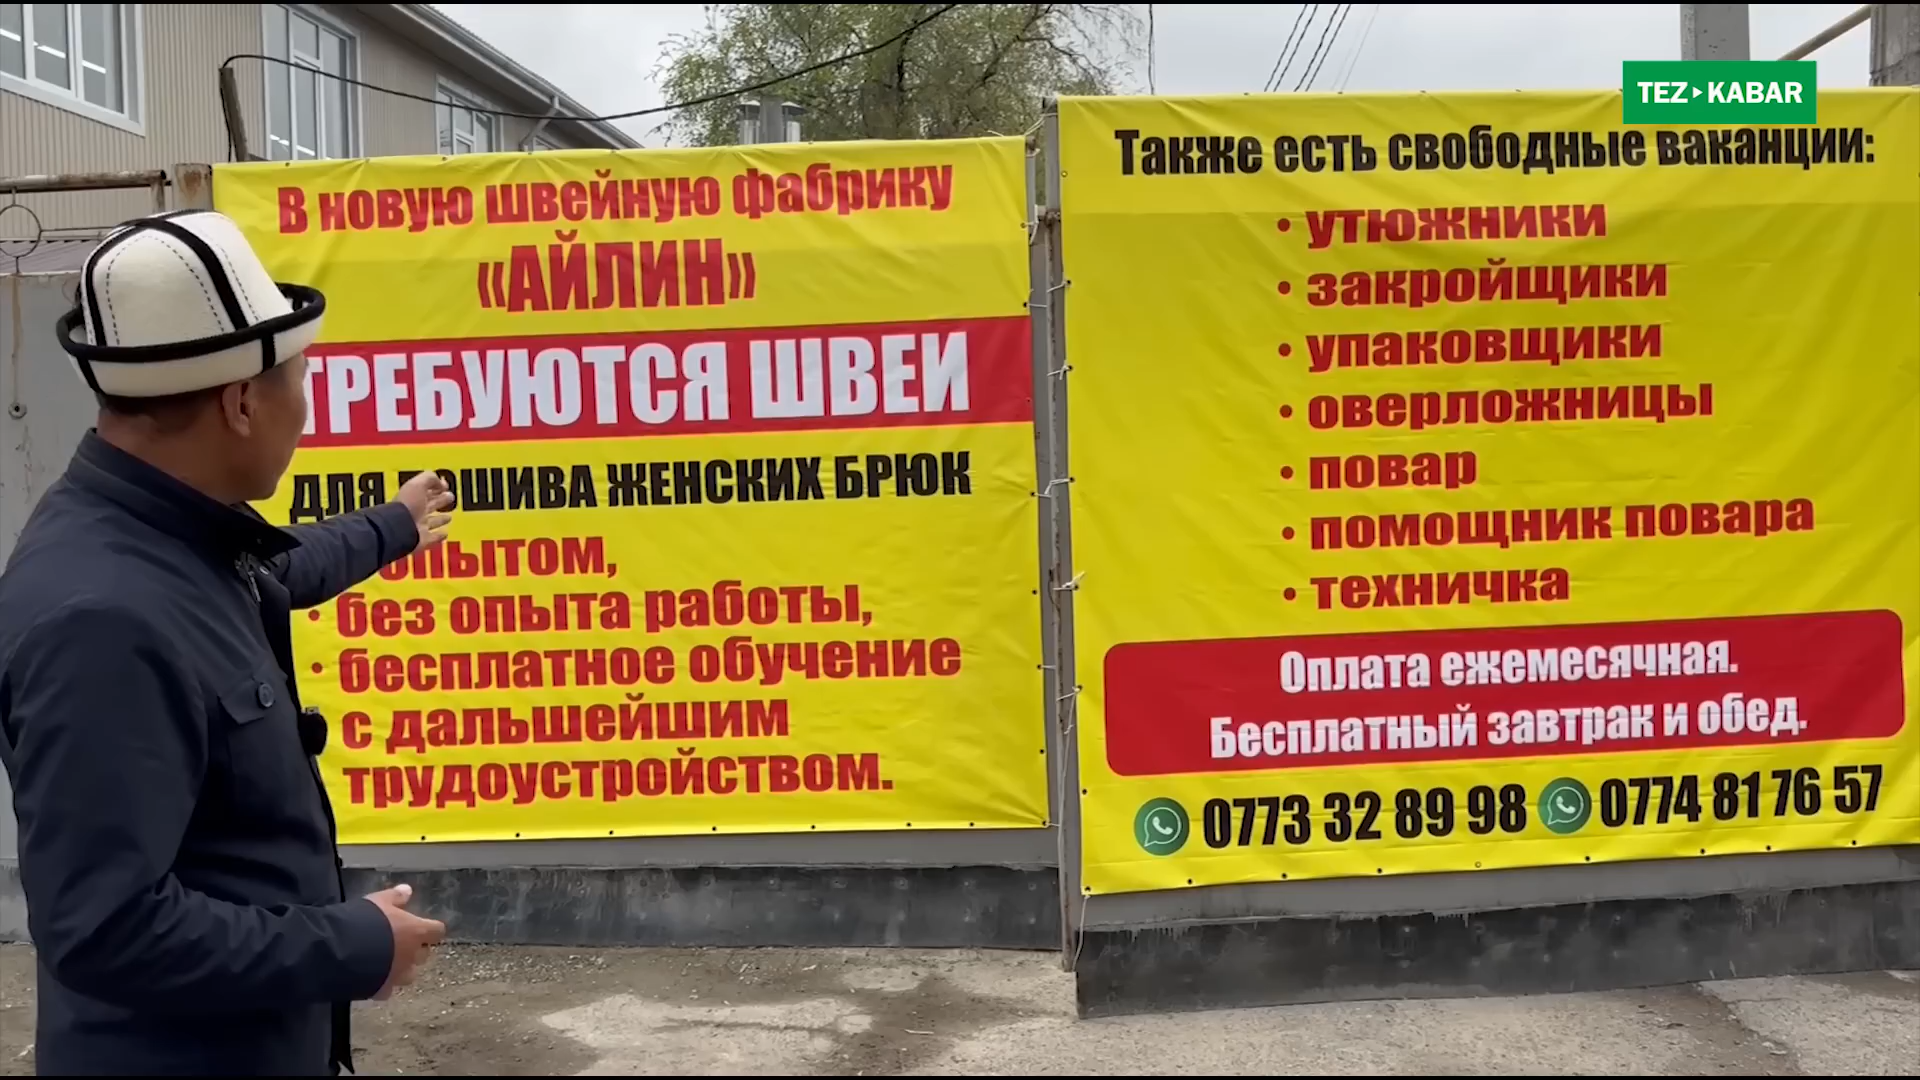 TEZ KABAR
В новую швейную фабрику
«АЙЛИН»
ТРЕБУЮТСЯ ШВЕИ
ДЛЯ ПОШИВА ЖЕНСКИХ БРЮК
опытом,
• без опыта работы,
• бесплатное обучение
с дальшейшим
трудоустройством.
Также есть свободные вакансии:
• утюжники
• закройщики
• упаковщики
• оверложницы
• повар
• помощник повара
• техничка
Оплата ежемесячная.
Бесплатный завтрак и обед.
0773 32 89 98 0774 81 76 57